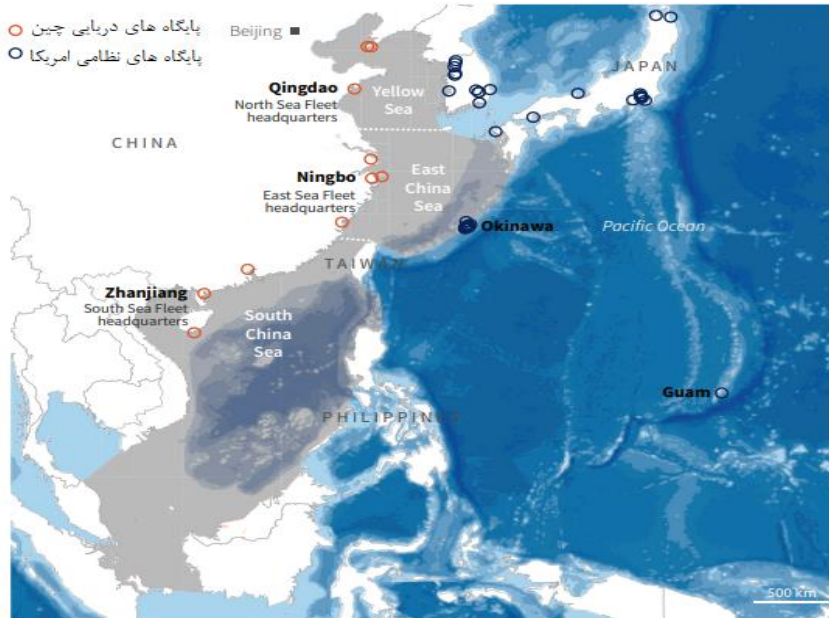 پایگاه های دریایی چین
پایگاه های نظامی امریکا
Beijing
JAPAN
Qingdao
North Sea Fleet
headquarters
Yellow
Sea
CHINA
Ningbo
East Sea Fleet
headquarters
East
China
Sea
Okinawa
Pacific Ocean
TAIWAN
Zhanjiang
South Sea Fleet
headquarters
South
China
Sea
Guam
PHILIPPINES
500 km